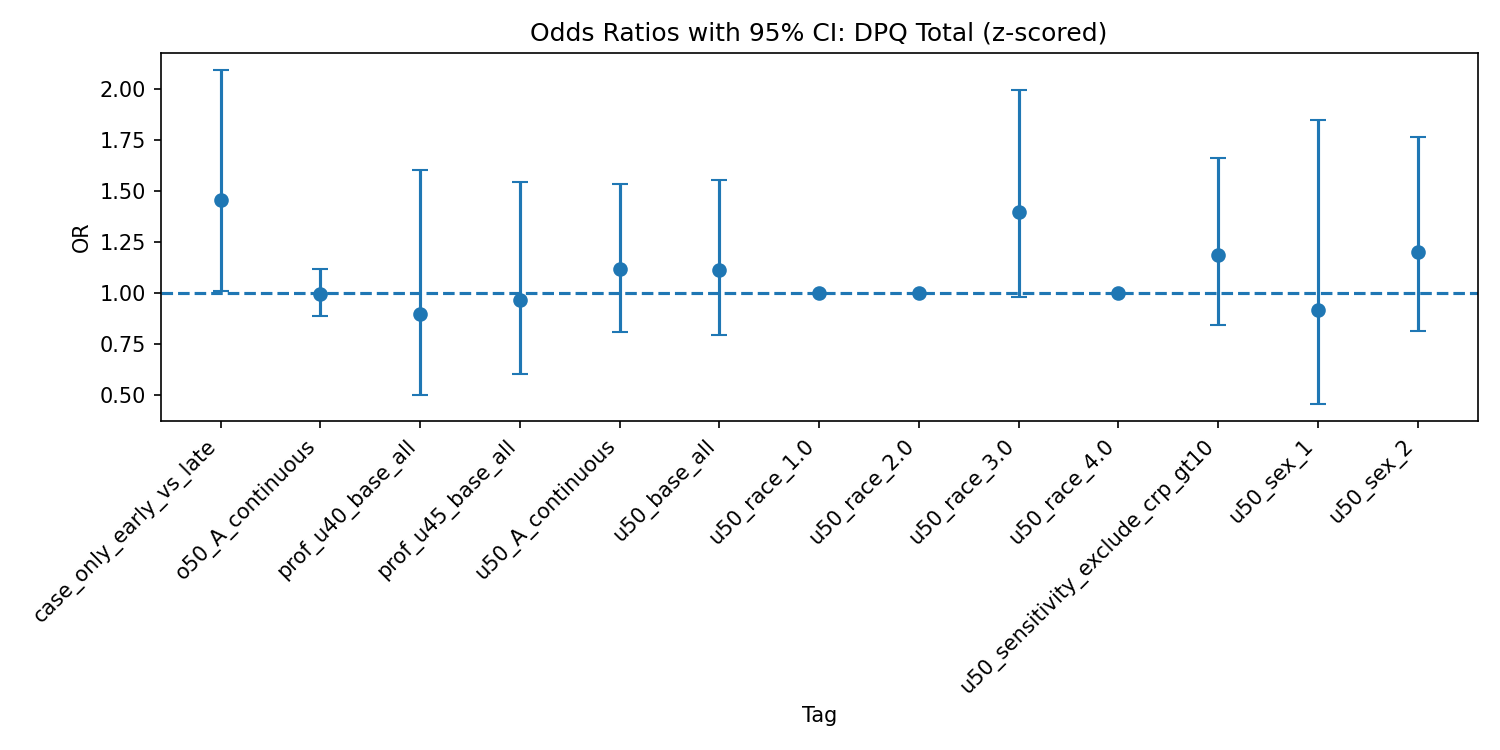 Odds Ratios with 95% CI: DPQ Total (z-scored)
OR
2.00
1.75
1.50
1.25
1.00
0.75
0.50
case_only_early_vs_late
o50_A_continuous
prof_u40_base_all
prof_u45_base_all
u50_A_continuous
u50_base_all
u50_race_1.0
u50_race_2.0
u50_race_3.0
u50_race_4.0
u50_sensitivity_exclude_crp_gt10
u50_sex_1
u50_sex_2
Tag